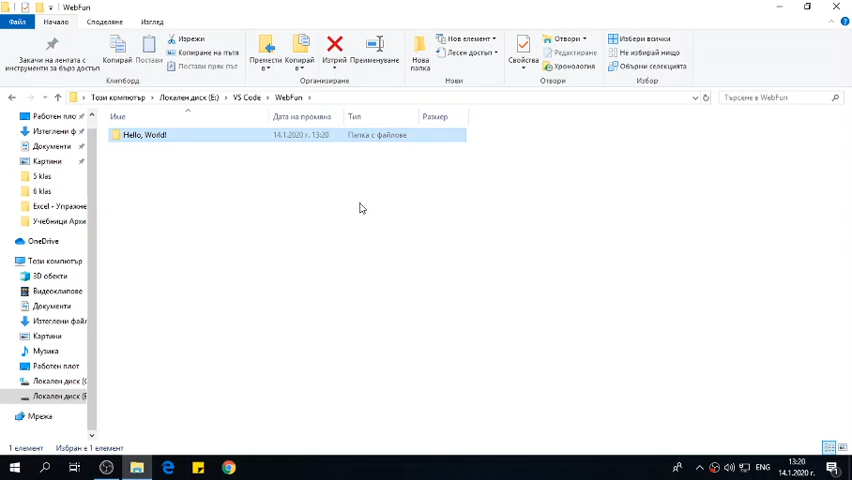 WebFun
Файл Начало Споделяне Изглед
Закачи на лентата с инструменти за бърз достъп
Копирай
Постави
Изрежи
Копиране на пътя
Постави пряк път
Клипборд
Премести в
Копирай в
Изтрий
Преименуване
Организиране
Нова папка
Нов елемент
Лесен достъп
Нови
Свойства
Отвори
Редактиране
Хронология
Отвори
Избери всички
Не избирай нищо
Обърни селекцията
Избор
Този компютър Локален диск (E:) VS Code WebFun
Търсене в WebFun
Име Дата на промяна Тип Размер
Hello, World! 14.1.2020 г. 13:20 Папка с файлове
Работен пло
Изтеглени ф
Документи
Картини
5 klas
6 klas
Excel - Упражне
Учебници Архи
OneDrive
Този компютър
3D обекти
Видеоклипове
Документи
Изтеглени файл
Картини
Музика
Работен плот
Локален диск (
Локален диск (E
Мрежа
1 елемент Избран е 1 елемент
ENG
13:20
14.1.2020 г.